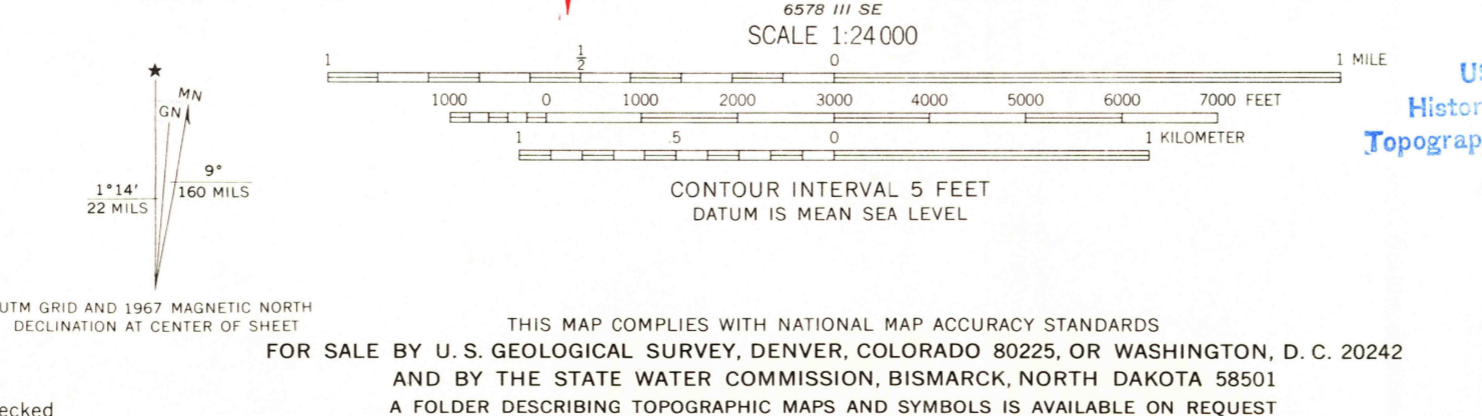 6578 III SE
SCALE 1:24 000
1 1/2 0 1 MILE
1000 0 1000 2000 3000 4000 5000 6000 7000 FEET
1 .5 0 1 KILOMETER
CONTOUR INTERVAL 5 FEET
DATUM IS MEAN SEA LEVEL
★
MN
GN
1°14′
22 MILS
9°
160 MILS
UTM GRID AND 1967 MAGNETIC NORTH
DECLINATION AT CENTER OF SHEET
THIS MAP COMPLIES WITH NATIONAL MAP ACCURACY STANDARDS
FOR SALE BY U. S. GEOLOGICAL SURVEY, DENVER, COLORADO 80225, OR WASHINGTON, D. C. 20242
AND BY THE STATE WATER COMMISSION, BISMARCK, NORTH DAKOTA 58501
A FOLDER DESCRIBING TOPOGRAPHIC MAPS AND SYMBOLS IS AVAILABLE ON REQUEST
ecked
U
Histor
Topograp